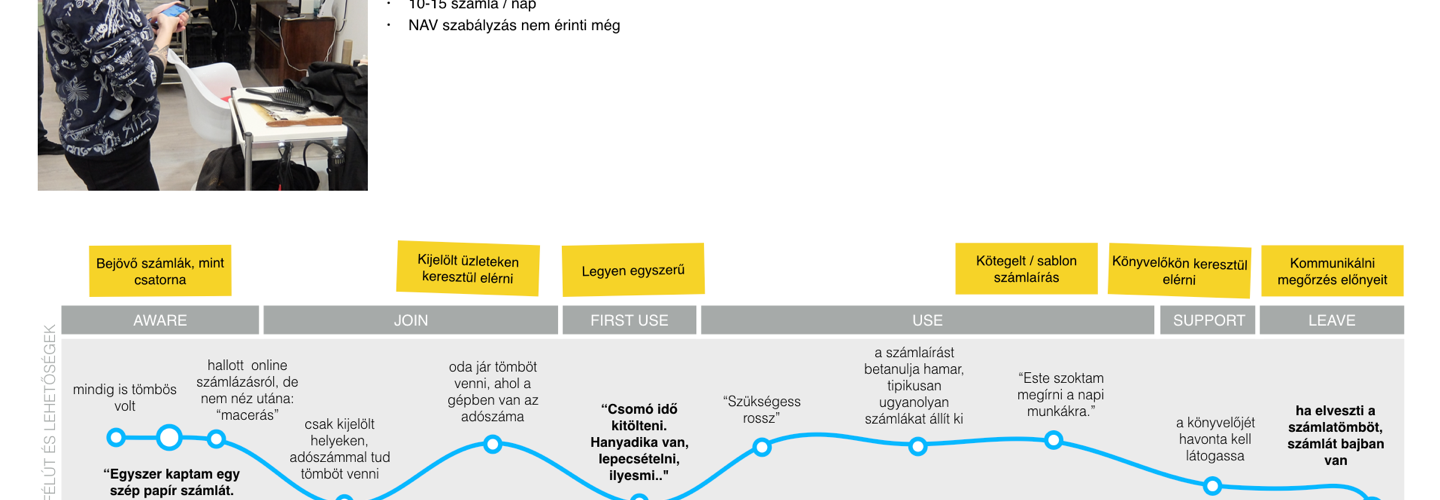 · 10-15 számla / nap
· NAV szabályzás nem érinti még
Bejövő számlák, mint
csatorna
Kijelölt üzleteken
keresztül elérni
Legyen egyszerű
Kötegelt / sablon
számlaírás
Könyvelőkön keresztül
elérni
Kommunikálni
megőrzés előnyeit
AWARE
JOIN
FIRST USE
USE
SUPPORT
LEAVE
FÉLÚT ÉS LEHETŐSÉGEK
mindig is tömbös
volt
hallott online
számlázásról, de
nem néz utána:
“macerás”
“Egyszer kaptam egy
szép papír számlát.
csak kijelölt
helyeken,
adószámmal tud
tömböt venni
oda jár tömböt
venni, ahol a
gépben van az
adószáma
“Csomó idő
kitölteni.
Hanyadika van,
lepecsételni,
ilyesmi.."
“Szükségess
rossz”
a számlaírást
betanulja hamar,
tipikusan
ugyanolyan
számlákat állít ki
“Este szoktam
megírni a napi
munkákra.”
a könyvelőjét
havonta kell
látogassa
ha elveszti a
számlatömböt,
számlát bajban
van